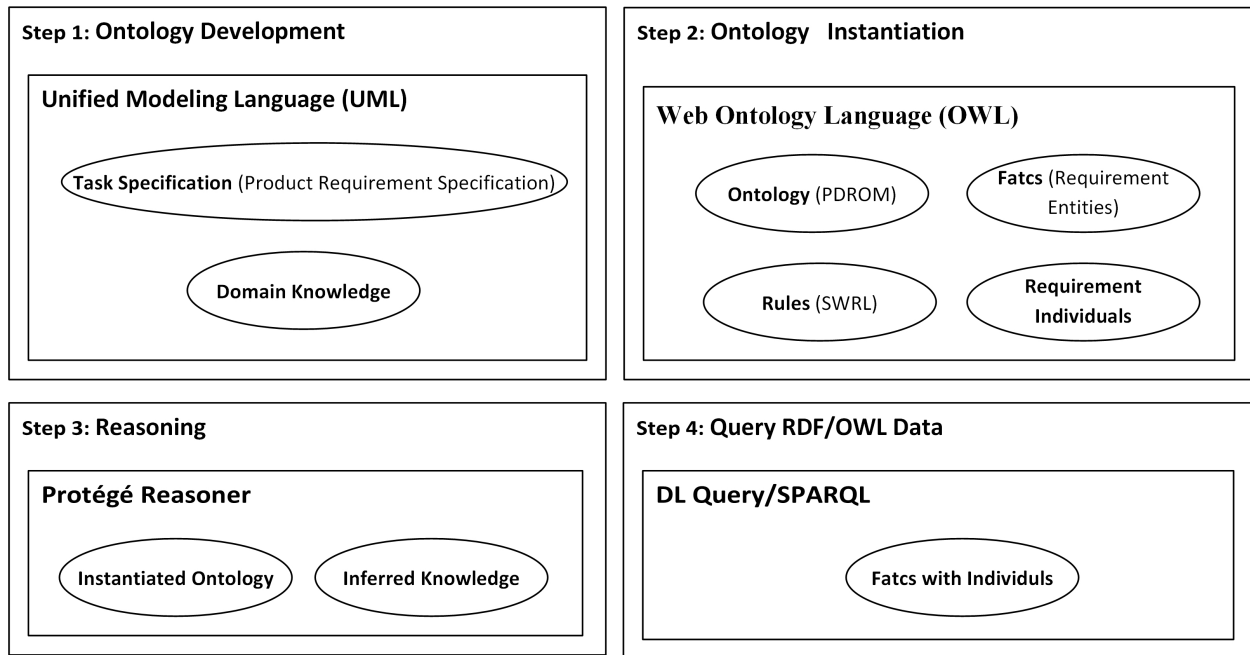 Step 1: Ontology Development
Unified Modeling Language (UML)
Task Specification (Product Requirement Specification)
Domain Knowledge
Step 2: Ontology Instantiation
Web Ontology Language (OWL)
Ontology (PDROM)
Fatcs (Requirement
Entities)
Rules (SWRL)
Requirement
Individuals
Step 3: Reasoning
Protégé Reasoner
Instantiated Ontology
Inferred Knowledge
Step 4: Query RDF/OWL Data
DL Query/SPARQL
Fatcs with Individuls